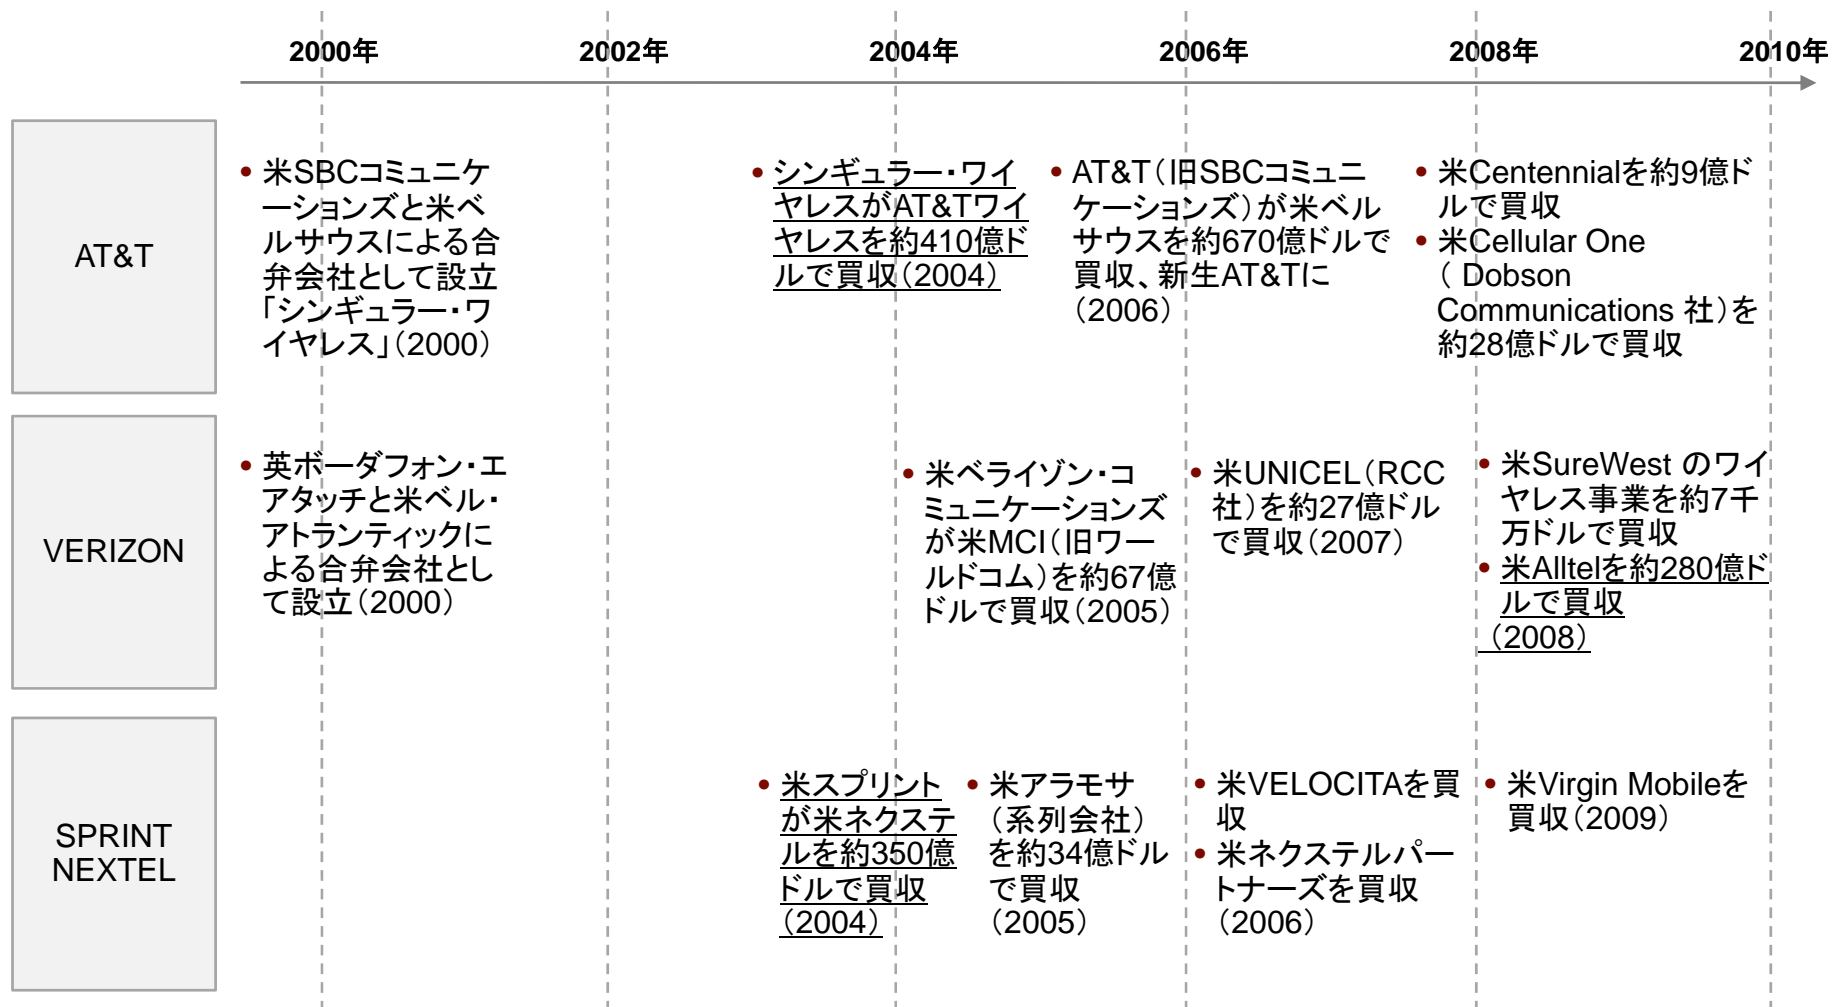 2000年 2002年 2004年 2006年 2008年 2010年
AT&T
• 米SBCコミュニケ
ーションズと米ベ
ルサウスによる合
弁会社として設立
「シンギュラー・ワ
イヤレス」（2000）
• シンギュラー・ワイ
ヤレスがAT&Tワイ
ヤレスを約410億ド
ルで買収（2004）
• AT&T（旧SBCコミュニ
ケーションズ）が米ベル
サウスを約670億ドルで
買収、新生AT&Tに
（2006）
• 米Centennialを約9億ド
ルで買収
• 米Cellular One
（ Dobson
Communications 社）を
約28億ドルで買収
VERIZON
• 英ボーダフォン・エ
アタッチと米ベル・
アトランティックに
よる合弁会社とし
て設立（2000）
• 米ベライゾン・コ
ミュニケーションズ
が米MCI（旧ワー
ルドコム）を約67億
ドルで買収（2005）
• 米UNICEL（RCC
社）を約27億ドル
で買収（2007）
• 米SureWest のワイ
ヤレス事業を約7千
万ドルで買収
• 米Alltelを約280億ド
ルで買収
（2008）
SPRINT
NEXTEL
• 米スプリント
が米ネクステ
ルを約350億
ドルで買収
（2004）
• 米アラモサ
（系列会社）
を約34億ドル
で買収
（2005）
• 米VELOCITAを買
収
• 米ネクステルパー
トナーズを買収
（2006）
• 米Virgin Mobileを
買収（2009）